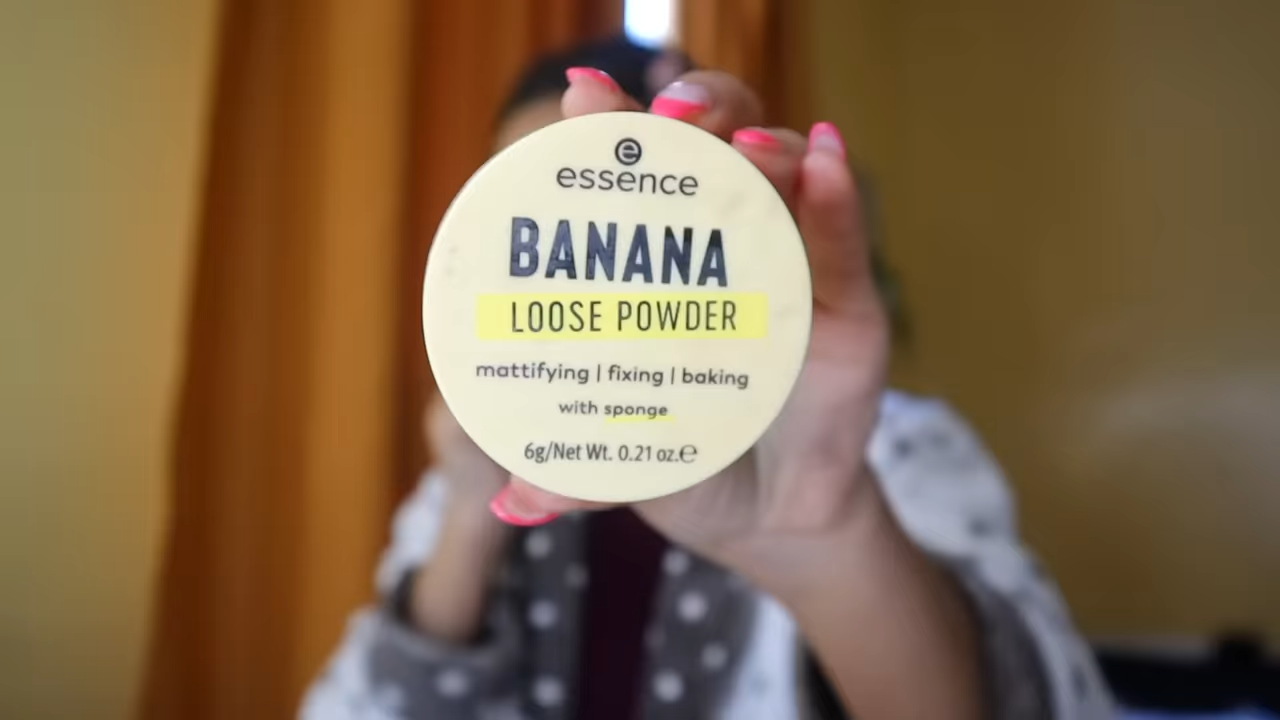 e
essence
BANANA
LOOSE POWDER
mattifying | fixing | baking
with sponge
6g/Net Wt. 0.21 oz.℮